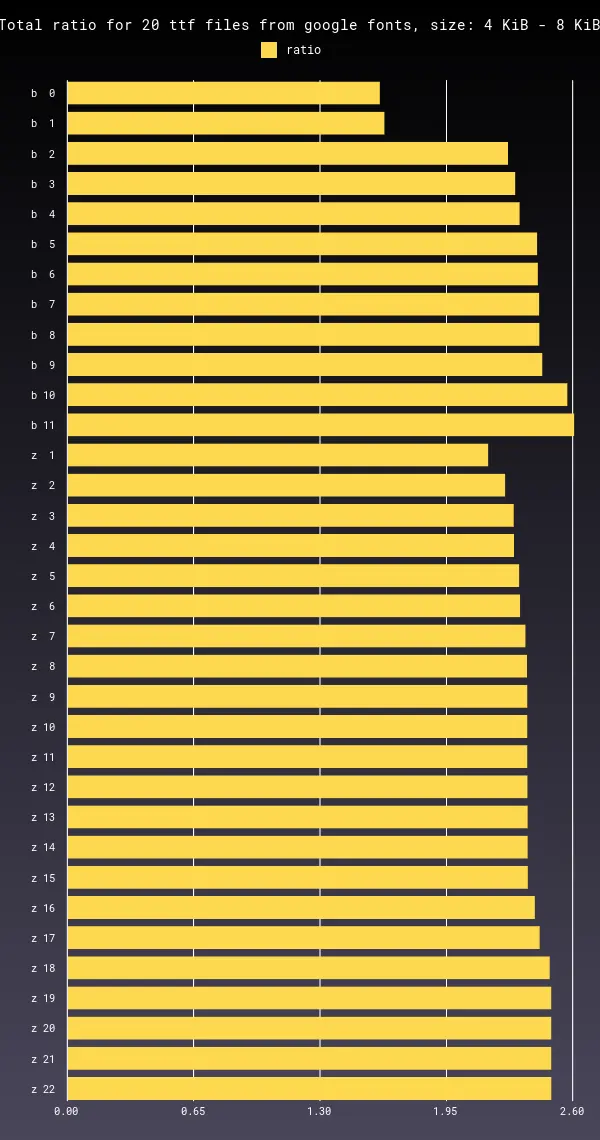 Total ratio for 20 ttf files from google fonts, size: 4 KiB - 8 KiB
ratio
b 0
b 1
b 2
b 3
b 4
b 5
b 6
b 7
b 8
b 9
b 10
b 11
z 1
z 2
z 3
z 4
z 5
z 6
z 7
z 8
z 9
z 10
z 11
z 12
z 13
z 14
z 15
z 16
z 17
z 18
z 19
z 20
z 21
z 22
0.00 0.65 1.30 1.95 2.60